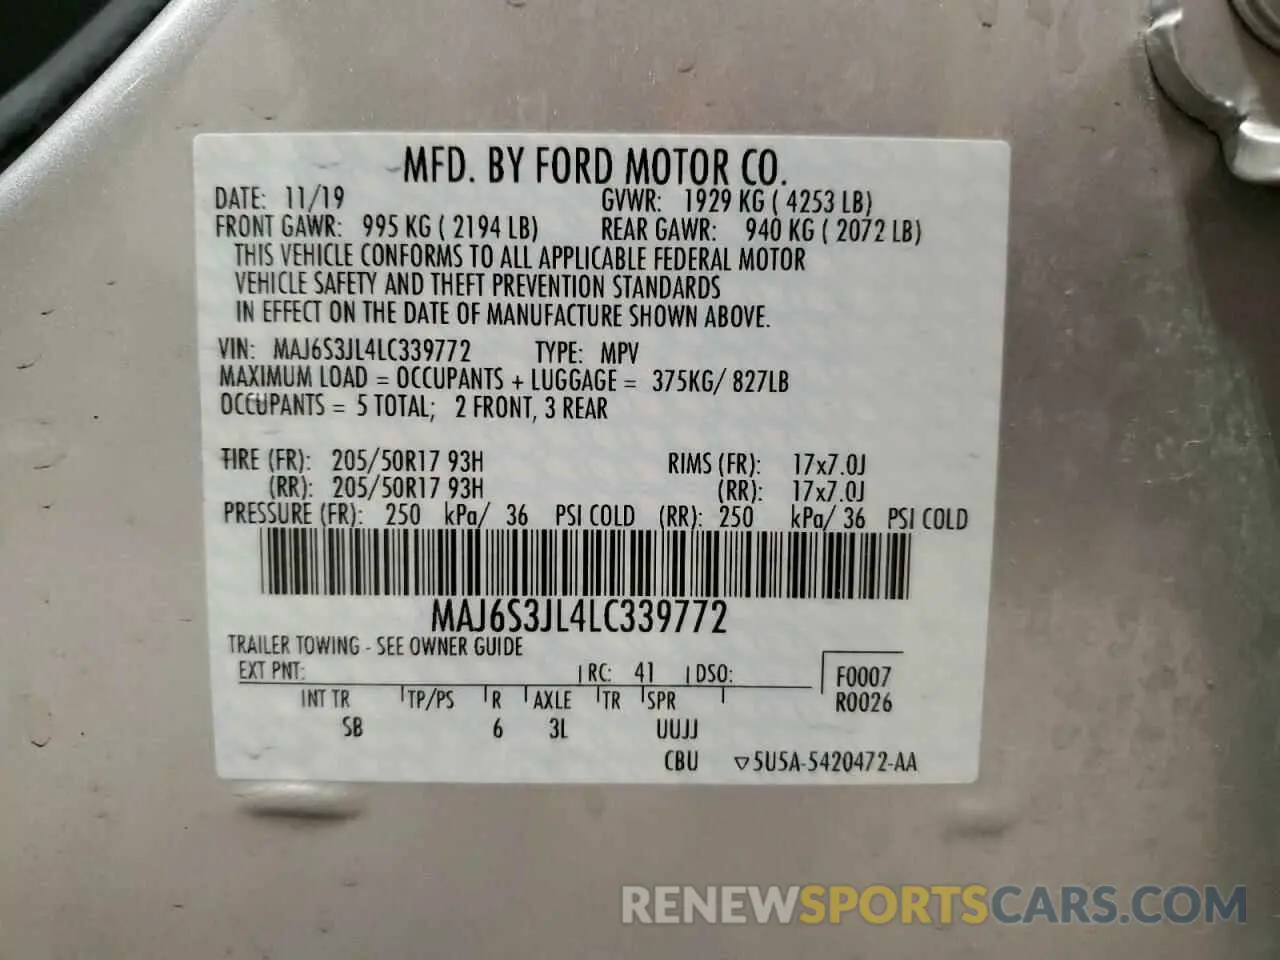 MFD. BY FORD MOTOR CO.
DATE: 11/19 GVWR: 1929 KG ( 4253 LB)
FRONT GAWR: 995 KG ( 2194 LB) REAR GAWR: 940 KG ( 2072 LB)
THIS VEHICLE CONFORMS TO ALL APPLICABLE FEDERAL MOTOR
VEHICLE SAFETY AND THEFT PREVENTION STANDARDS
IN EFFECT ON THE DATE OF MANUFACTURE SHOWN ABOVE.
VIN: MAJ6S3JL4LC339772 TYPE: MPV
MAXIMUM LOAD = OCCUPANTS + LUGGAGE = 375KG/ 827LB
OCCUPANTS = 5 TOTAL; 2 FRONT, 3 REAR
TIRE (FR): 205/50R17 93H RIMS (FR): 17x7.0J
(RR): 205/50R17 93H (RR): 17x7.0J
PRESSURE (FR): 250 kPa/ 36 PSI COLD (RR): 250 kPa/ 36 PSI COLD
MAJ6S3JL4LC339772
TRAILER TOWING - SEE OWNER GUIDE
EXT PNT: RC: 41 DSO: F0007
INT TR TP/PS R AXLE TR SPR R0026
SB 6 3L UUJJ
CBU ▽5U5A-5420472-AA
RENEWSPORTSCARS.COM